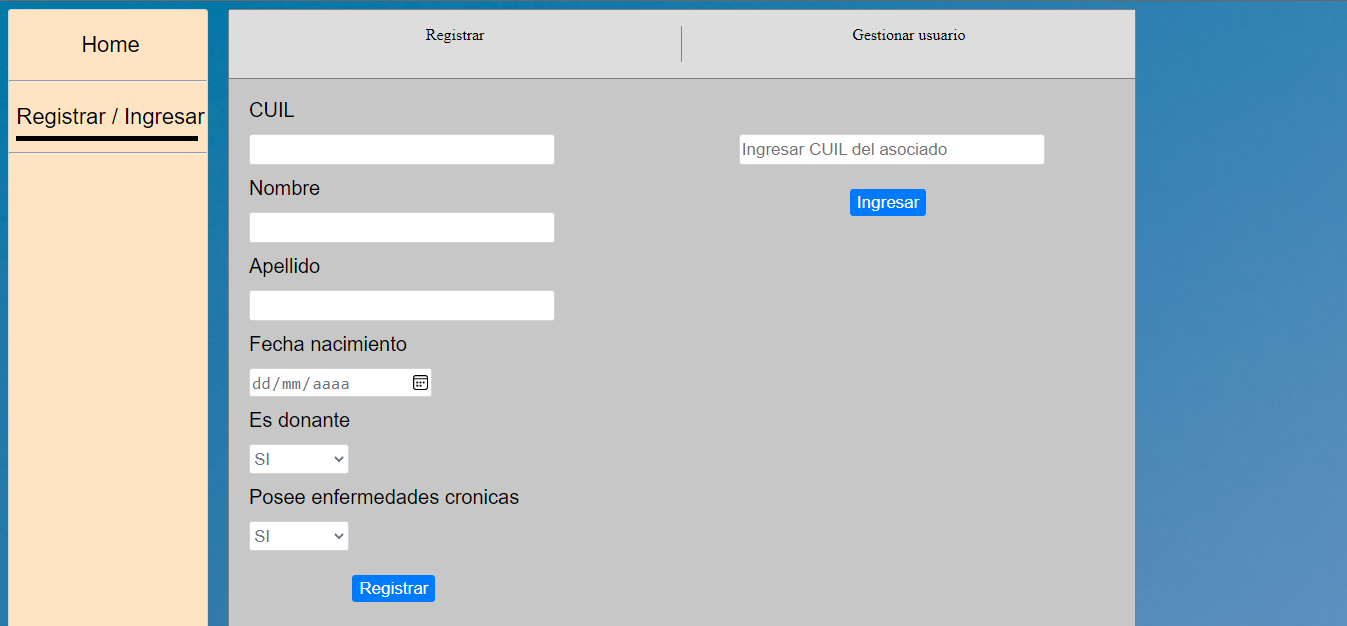 Home
Registrar / Ingresar
Registrar
Gestionar usuario
CUIL
Nombre
Apellido
Fecha nacimiento
dd/mm/aaaa
Es donante
SI
Posee enfermedades cronicas
SI
Registrar
Ingresar CUIL del asociado
Ingresar